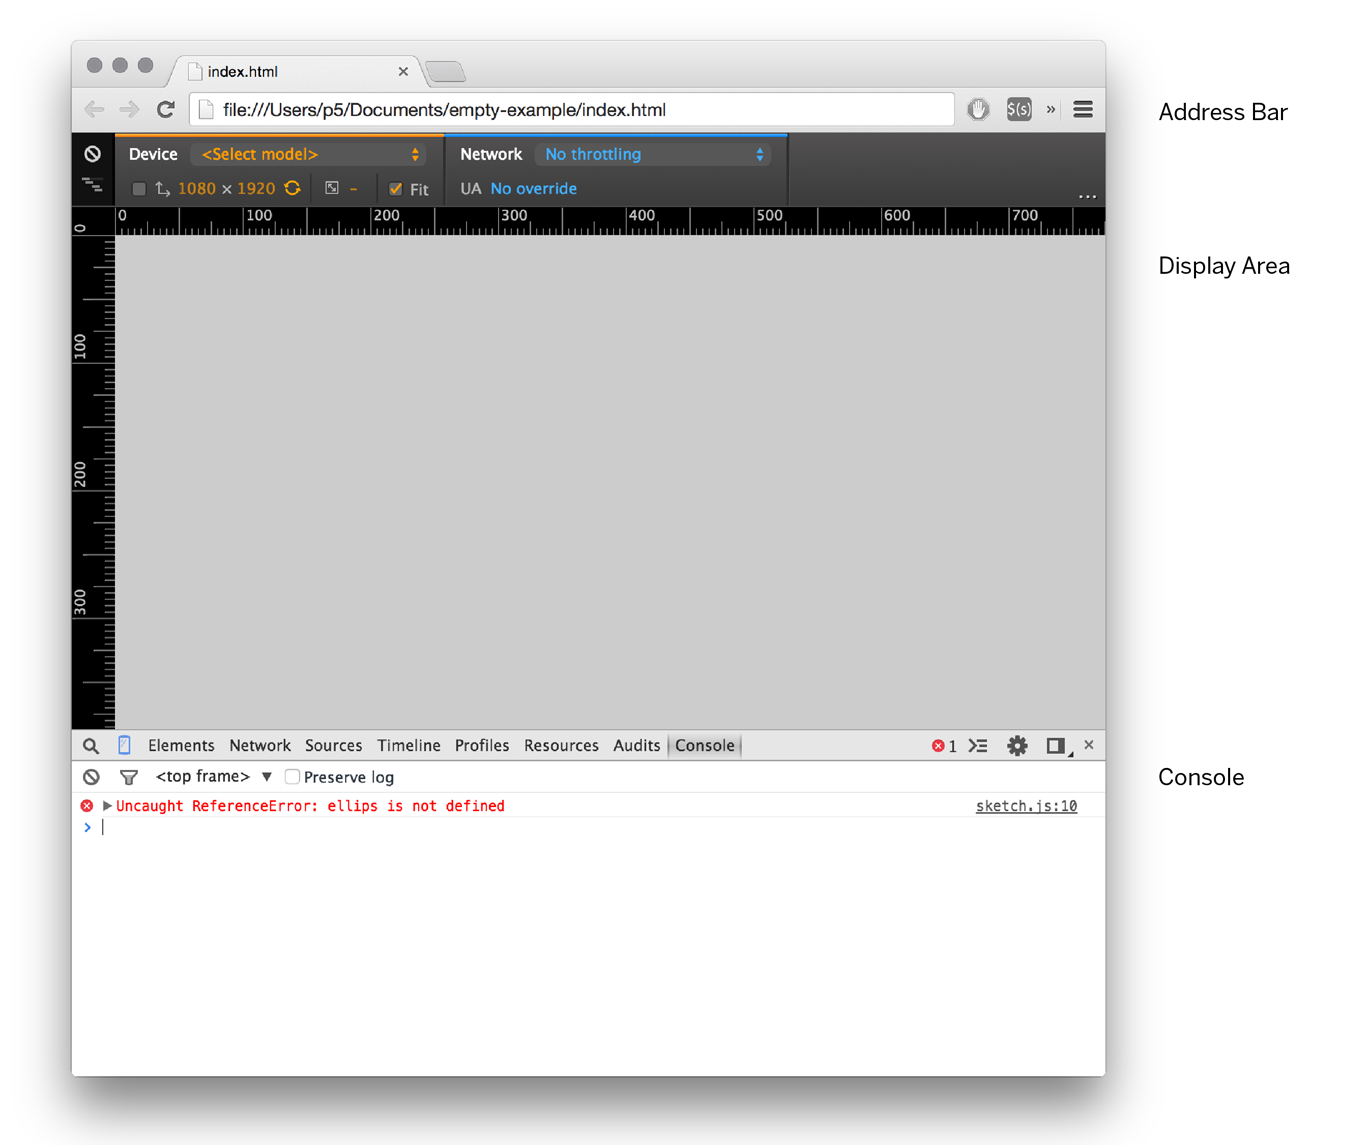 index.html
file:///Users/p5/Documents/empty-example/index.html
$(s)
»
Address Bar
Device <Select model>
Network No throttling
1080 × 1920
-
Fit
UA No override
...
0 100 200 300 400 500 600 700
Display Area
0
100
200
300
Elements Network Sources Timeline Profiles Resources Audits Console
1
<top frame> ▼ Preserve log
Console
Uncaught ReferenceError: ellips is not defined
sketch.js:10
>